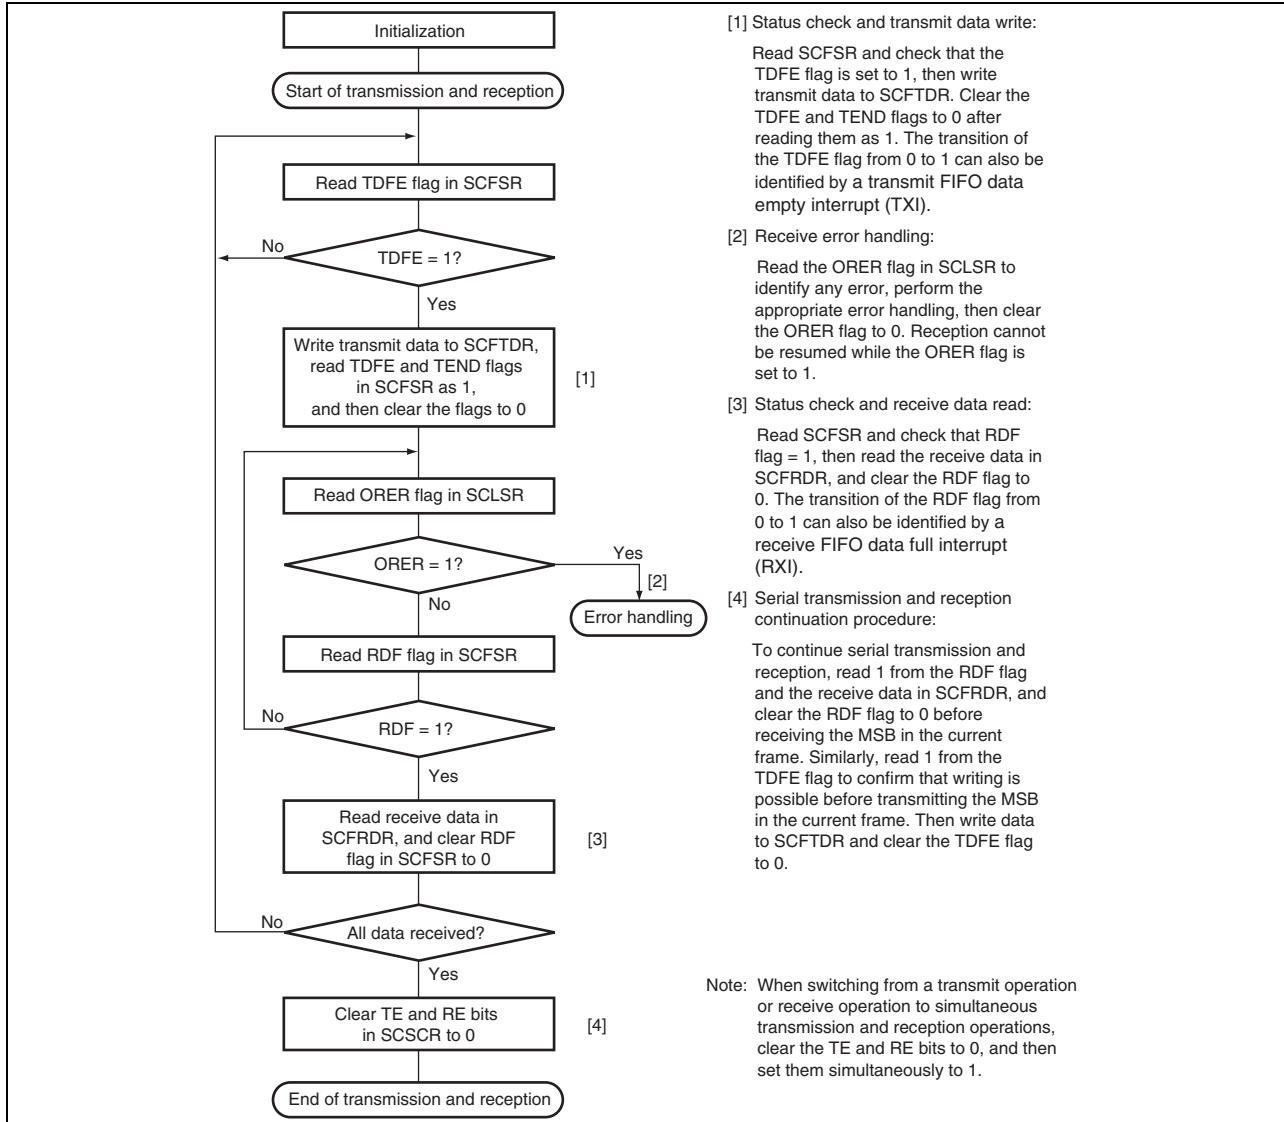 Initialization
Start of transmission and reception
Read TDFE flag in SCFSR
No
TDFE = 1?
Yes
Write transmit data to SCFTDR,
read TDFE and TEND flags
in SCFSR as 1,
and then clear the flags to 0
[1]
Read ORER flag in SCLSR
ORER = 1?
Yes
[2]
No
Error handling
Read RDF flag in SCFSR
No
RDF = 1?
Yes
Read receive data in
SCFRDR, and clear RDF
flag in SCFSR to 0
[3]
No
All data received?
Yes
Clear TE and RE bits
in SCSCR to 0
[4]
End of transmission and reception
[1] Status check and transmit data write:
Read SCFSR and check that the
TDFE flag is set to 1, then write
transmit data to SCFTDR. Clear the
TDFE and TEND flags to 0 after
reading them as 1. The transition of
the TDFE flag from 0 to 1 can also be
identified by a transmit FIFO data
empty interrupt (TXI).
[2] Receive error handling:
Read the ORER flag in SCLSR to
identify any error, perform the
appropriate error handling, then clear
the ORER flag to 0. Reception cannot
be resumed while the ORER flag is
set to 1.
[3] Status check and receive data read:
Read SCFSR and check that RDF
flag = 1, then read the receive data in
SCFRDR, and clear the RDF flag to
0. The transition of the RDF flag from
0 to 1 can also be identified by a
receive FIFO data full interrupt
(RXI).
[4] Serial transmission and reception
continuation procedure:
To continue serial transmission and
reception, read 1 from the RDF flag
and the receive data in SCFRDR, and
clear the RDF flag to 0 before
receiving the MSB in the current
frame. Similarly, read 1 from the
TDFE flag to confirm that writing is
possible before transmitting the MSB
in the current frame. Then write data
to SCFTDR and clear the TDFE flag
to 0.
Note: When switching from a transmit operation
or receive operation to simultaneous
transmission and reception operations,
clear the TE and RE bits to 0, and then
set them simultaneously to 1.